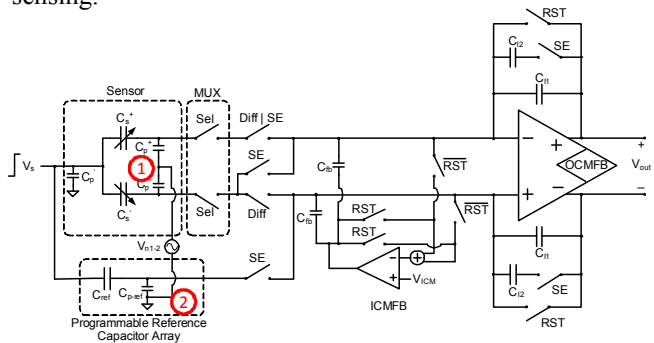 sensing.
RST
C_I2
SE
C_I1
Sensor
MUX
C_s^+
Sel
Diff | SE
C_p^+
V_s
C_p^'
1
SE
C_p^-
C_fb
RST
OCMFB
+
V_out
−
C_s^-
Sel
Diff
C_fb
RST
RST
RST
V_n1-2
SE
−
+
+
V_ICM
ICMFB
C_I1
C_I2
SE
RST
C_ref
C_p-ref
2
Programmable Reference
Capacitor Array